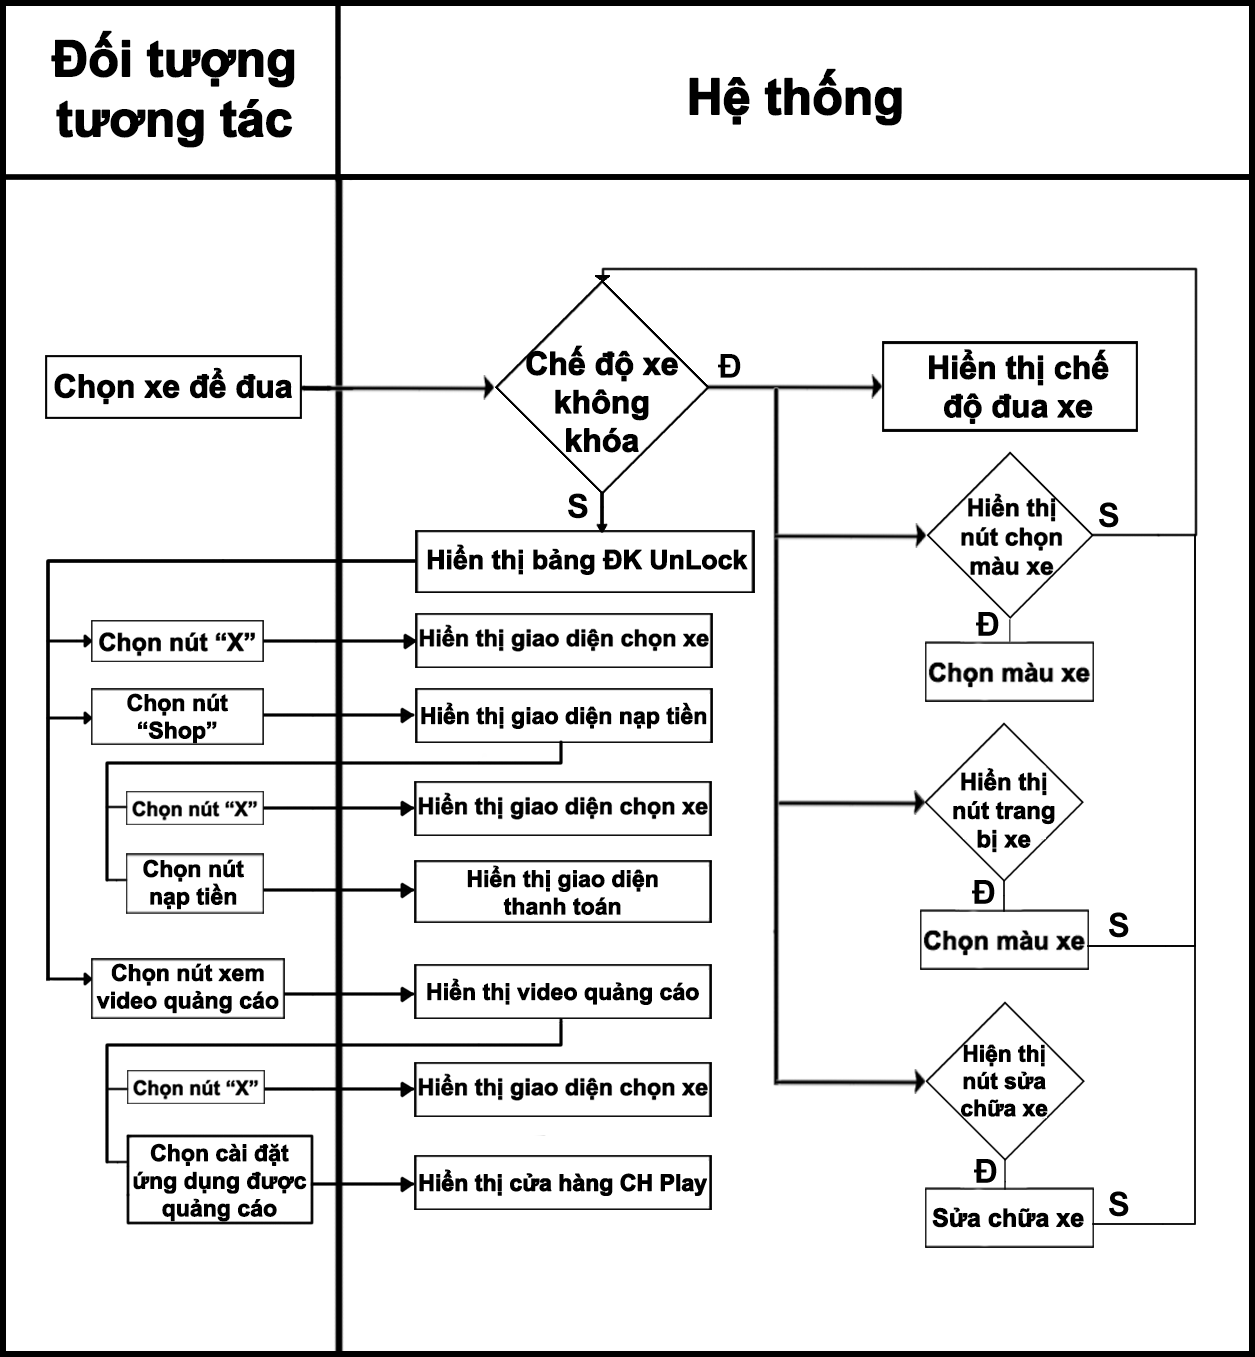 Đối tượng
tương tác
Hệ thống
Chọn xe để đua
Chế độ xe
không
khóa
Đ
Hiển thị chế
độ đua xe
S
Hiển thị bảng ĐK UnLock
Hiển thị
nút chọn
màu xe
S
Đ
Chọn màu xe
Chọn nút “X”
Hiển thị giao diện chọn xe
Chọn nút
“Shop”
Hiển thị giao diện nạp tiền
Chọn nút “X”
Hiển thị giao diện chọn xe
Hiển thị
nút trang
bị xe
Đ
Chọn màu xe
S
Chọn nút
nạp tiền
Hiển thị giao diện
thanh toán
Chọn nút xem
video quảng cáo
Hiển thị video quảng cáo
Chọn nút “X”
Hiển thị giao diện chọn xe
Hiện thị
nút sửa
chữa xe
Đ
Sửa chữa xe
S
Chọn cài đặt
ứng dụng được
quảng cáo
Hiển thị cửa hàng CH Play